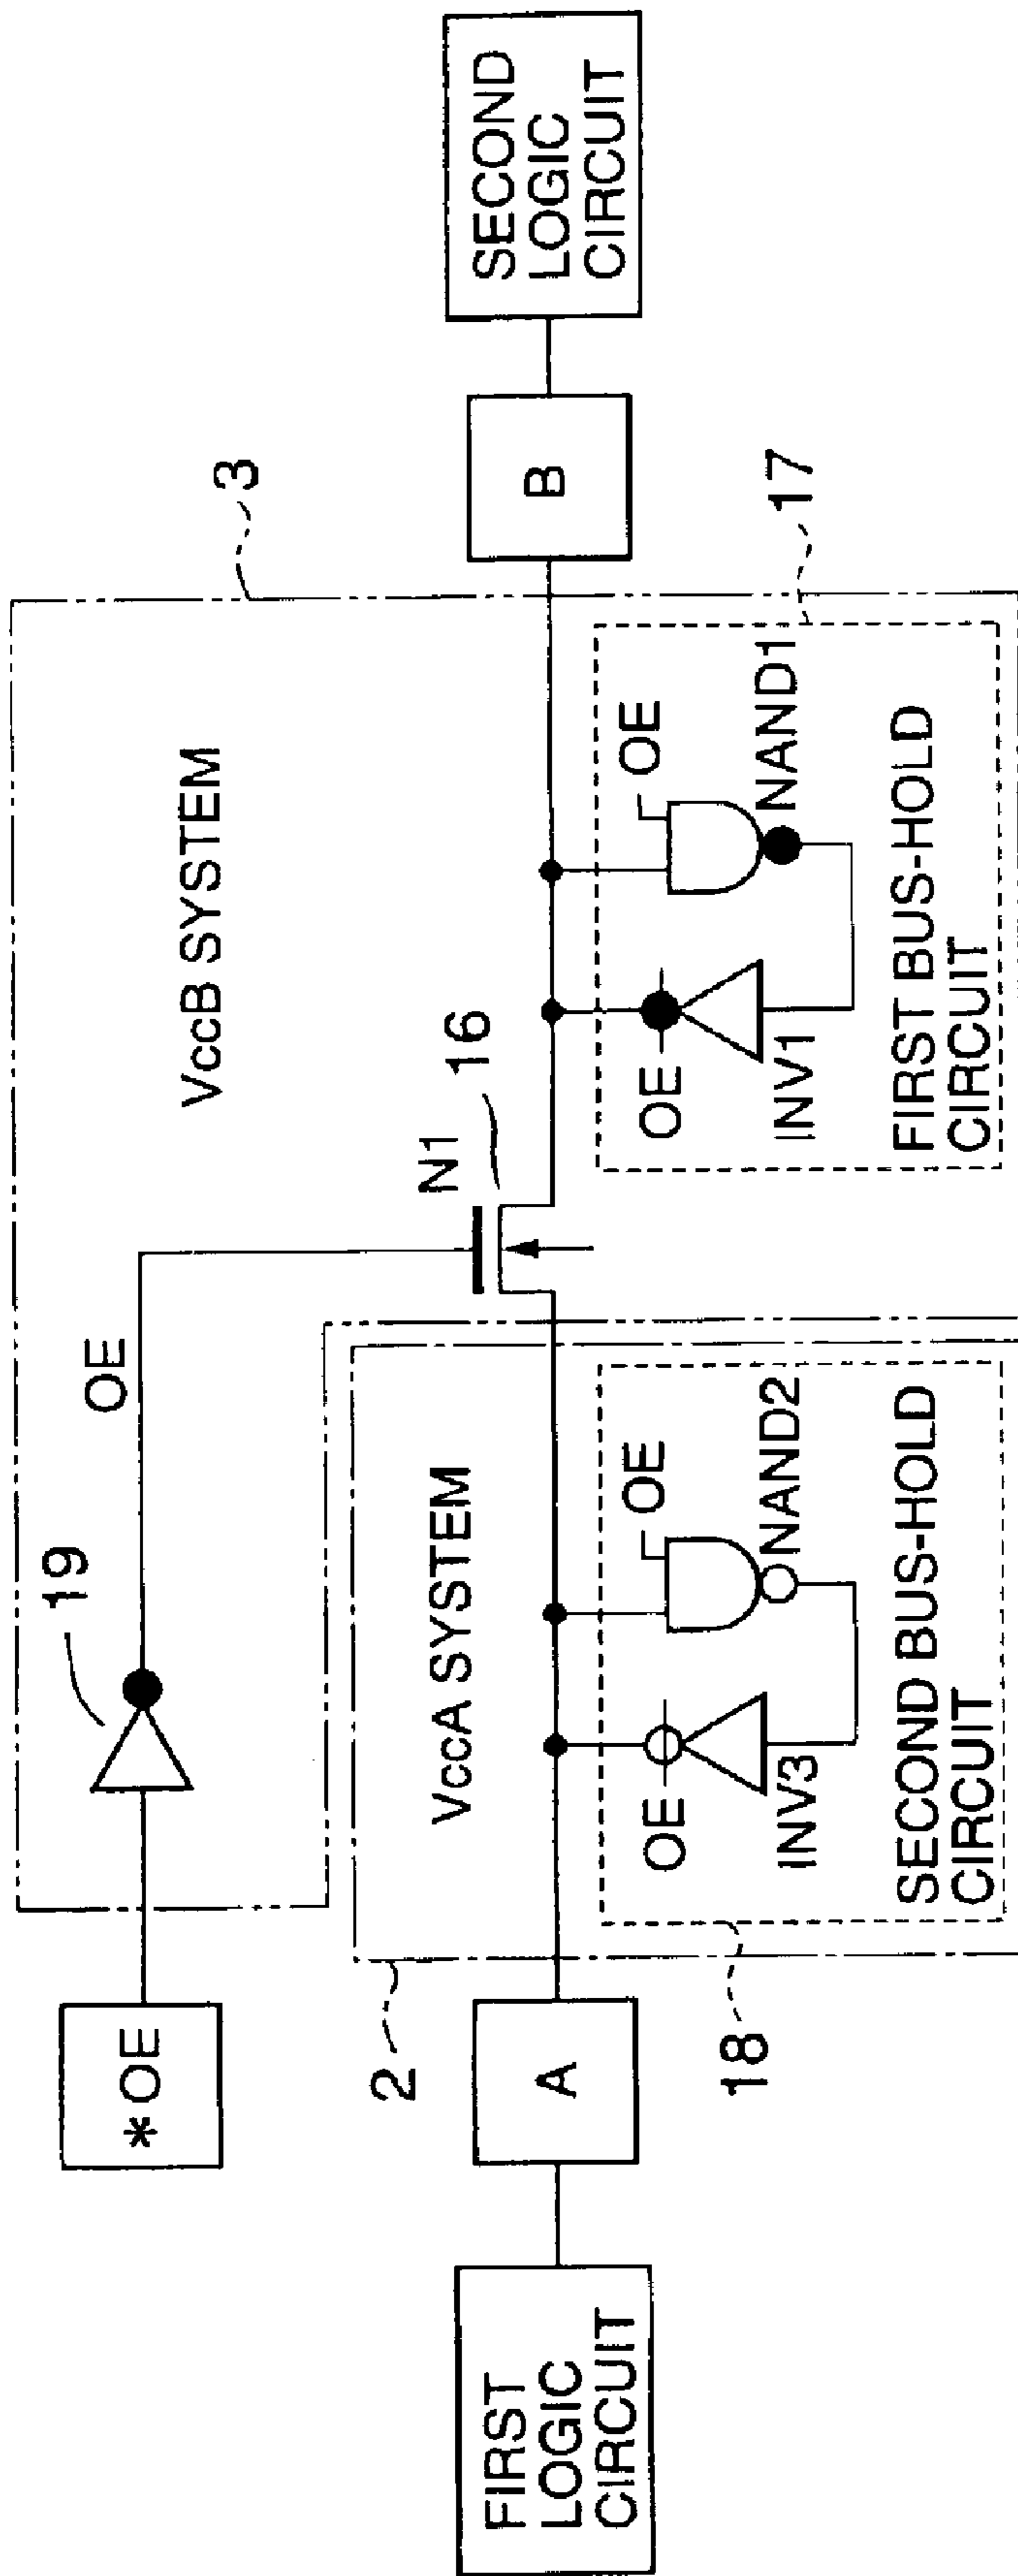 *OE
19
OE
VccB SYSTEM
3
N1
16
VccA SYSTEM
2
FIRST
LOGIC
CIRCUIT
A
B
SECOND
LOGIC
CIRCUIT
OE
INV3
OE
NAND2
SECOND BUS-HOLD
CIRCUIT
18
OE
INV1
OE
NAND1
FIRST BUS-HOLD
CIRCUIT
17